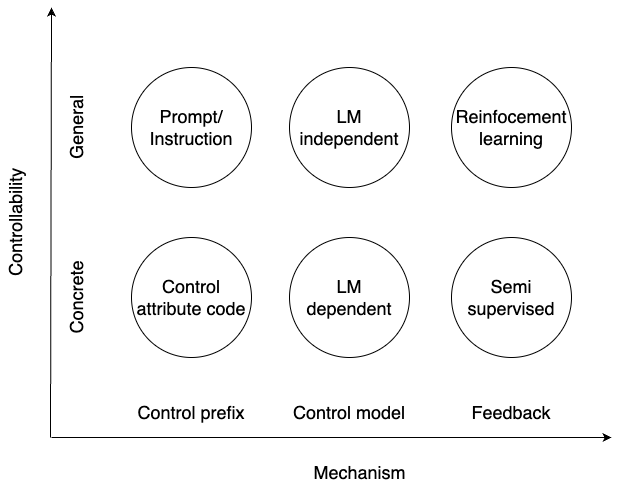 Controllability
General
Prompt/
Instruction
LM
independent
Reinfocement
learning
Concrete
Control
attribute code
LM
dependent
Semi
supervised
Control prefix
Control model
Feedback
Mechanism